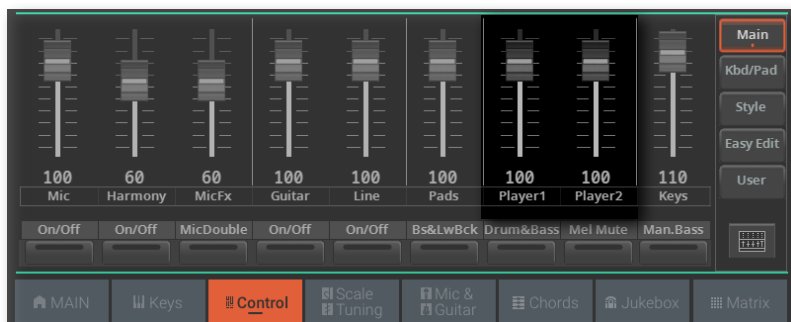 Main
Kbd/Pad
Style
Easy Edit
User
100 60 60 100 100 100 100 100 110
Mic Harmony MicFx Guitar Line Pads Player1 Player2 Keys
On/Off On/Off MicDouble On/Off On/Off Bs&LwBck Drum&Bass Mel Mute Man.Bass
MAIN Keys Control Scale Tuning Mic & Guitar Chords Jukebox Matrix